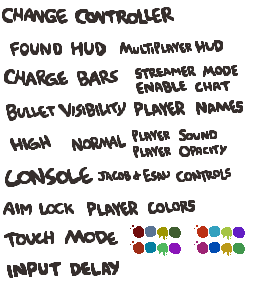 CHANGE CONTROLLER
FOUND HUD MULTIPLAYER HUD
CHARGE BARS STREAMER MODE
ENABLE CHAT
BULLET VISIBILITY PLAYER NAMES
HIGH NORMAL PLAYER SOUND
PLAYER OPACITY
CONSOLE JACOB & ESAU CONTROLS
AIM LOCK PLAYER COLORS
TOUCH MODE
INPUT DELAY